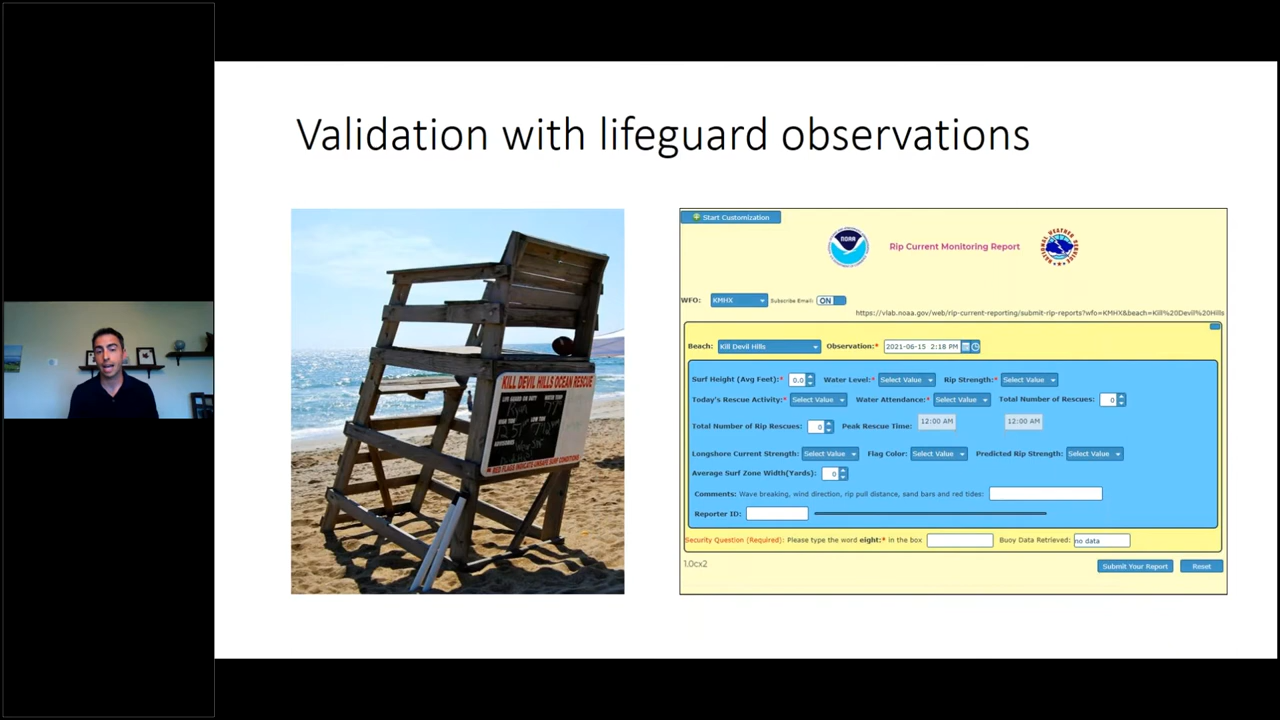 Validation with lifeguard observations
KILL DEVIL HILLS OCEAN RESCUE
RED FLAGS INDICATE UNSAFE SURF CONDITIONS
Start Customization
NOAA
Rip Current Monitoring Report
WFO: KMHX Subscribe Email: ON
https://vlab.noaa.gov/web/rip-current-reporting/submit-rip-reports?wfo=KMHX&beach=Kill%20Devil%20Hills
Beach: Kill Devil Hills Observation:* 2021-06-15 2:18 PM
Surf Height (Avg Feet):* 0.0 Water Level:* Select Value Rip Strength:* Select Value
Today's Rescue Activity:* Select Value Water Attendance:* Select Value Total Number of Rescues: 0
Total Number of Rip Rescues: 0 Peak Rescue Time: 12:00 AM 12:00 AM
Longshore Current Strength: Select Value Flag Color: Select Value Predicted Rip Strength: Select Value
Average Surf Zone Width(Yards): 0
Comments: Wave breaking, wind direction, rip pull distance, sand bars and red tides:
Reporter ID:
Security Question (Required): Please type the word eight:* in the box Buoy Data Retrieved: no data
1.0cx2
Submit Your Report Reset